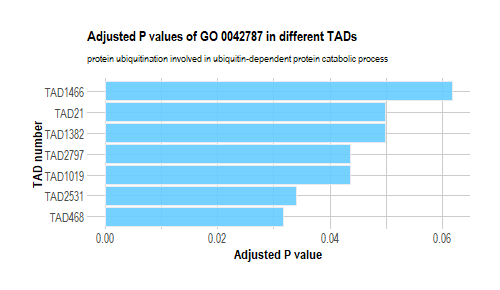 Adjusted P values of GO 0042787 in different TADs
protein ubiquitination involved in ubiquitin-dependent protein catabolic process
TAD number
TAD1466
TAD21
TAD1382
TAD2797
TAD1019
TAD2531
TAD468
0.00 0.02 0.04 0.06
Adjusted P value